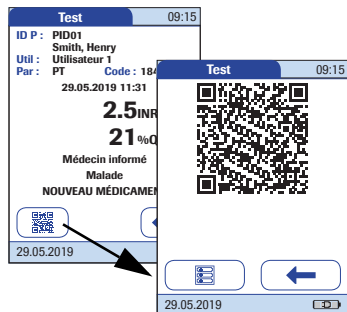 Test 09:15
ID P : PID01
Smith, Henry
Util : Utilisateur 1
Par : PT Code : 184
29.05.2019 11:31
2.5INR
21%Q
Médecin informé
Malade
NOUVEAU MÉDICAMEN
29.05.2019
Test 09:15
29.05.2019